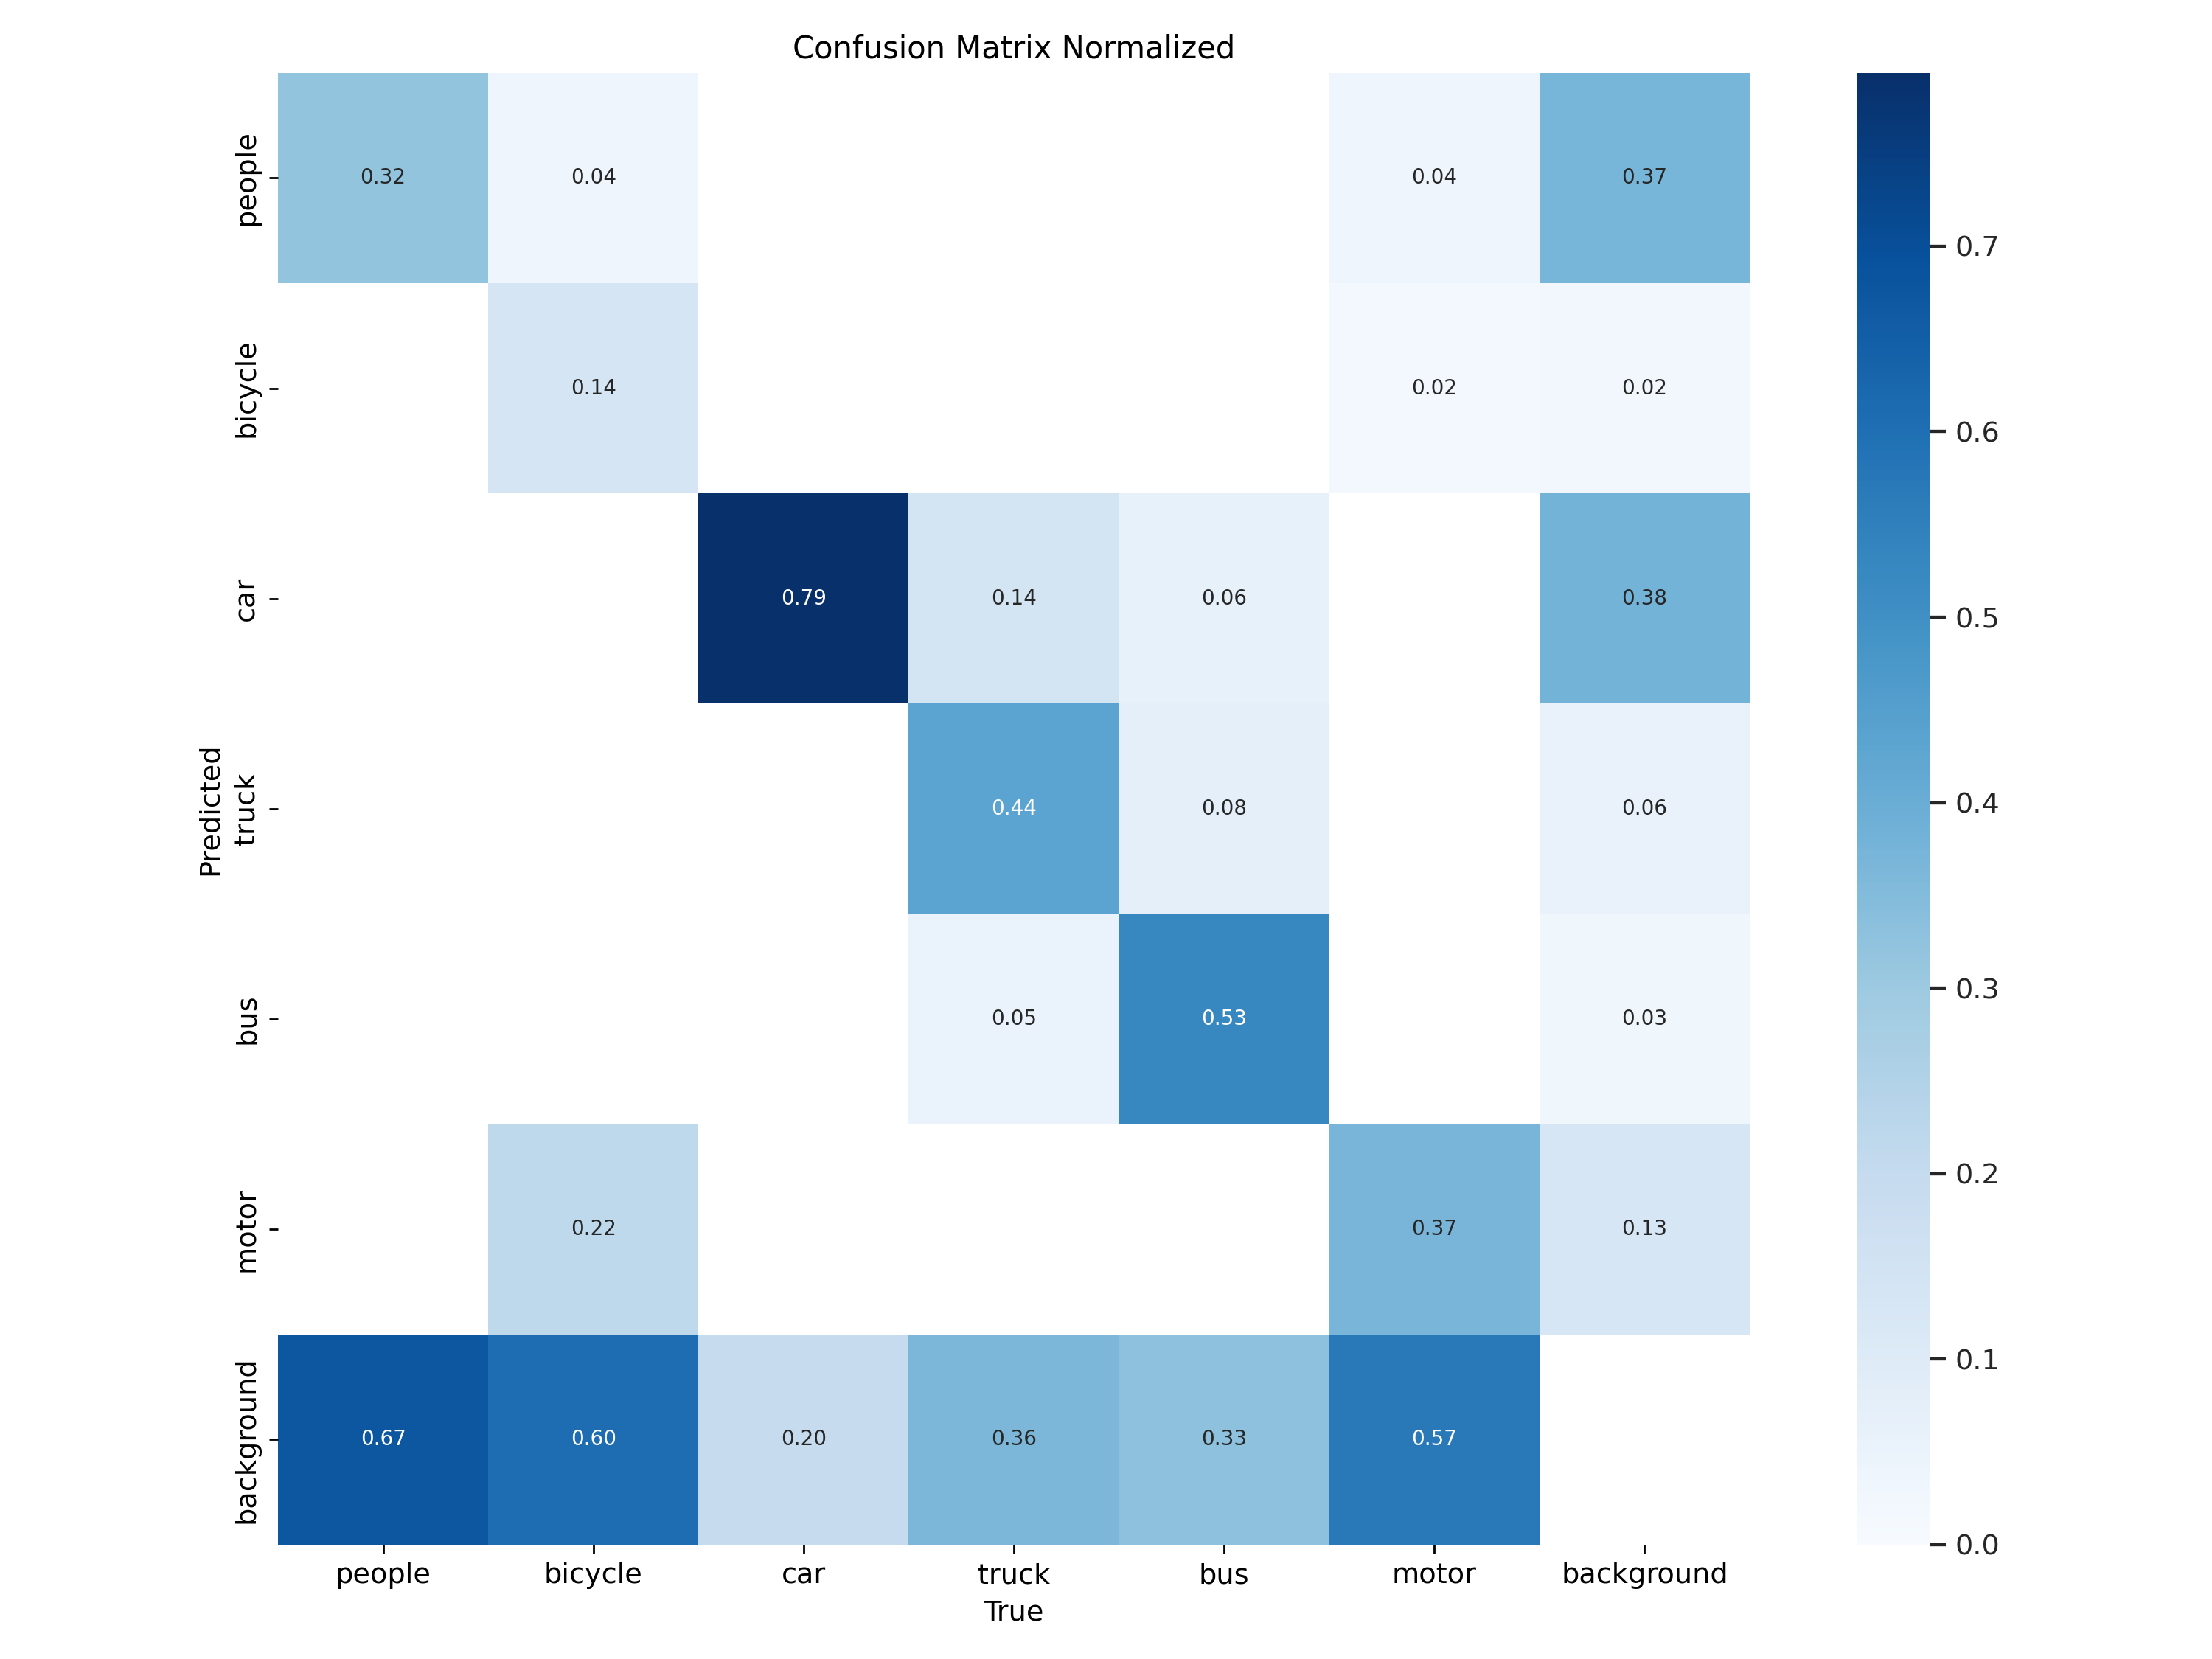 Confusion Matrix Normalized
people
0.32
0.04
0.04
0.37
bicycle
0.14
0.02
0.02
car
0.79
0.14
0.06
0.38
Predicted
truck
0.44
0.08
0.06
bus
0.05
0.53
0.03
motor
0.22
0.37
0.13
background
0.67
0.60
0.20
0.36
0.33
0.57
people
bicycle
car
truck
bus
motor
background
True
0.7
0.6
0.5
0.4
0.3
0.2
0.1
0.0